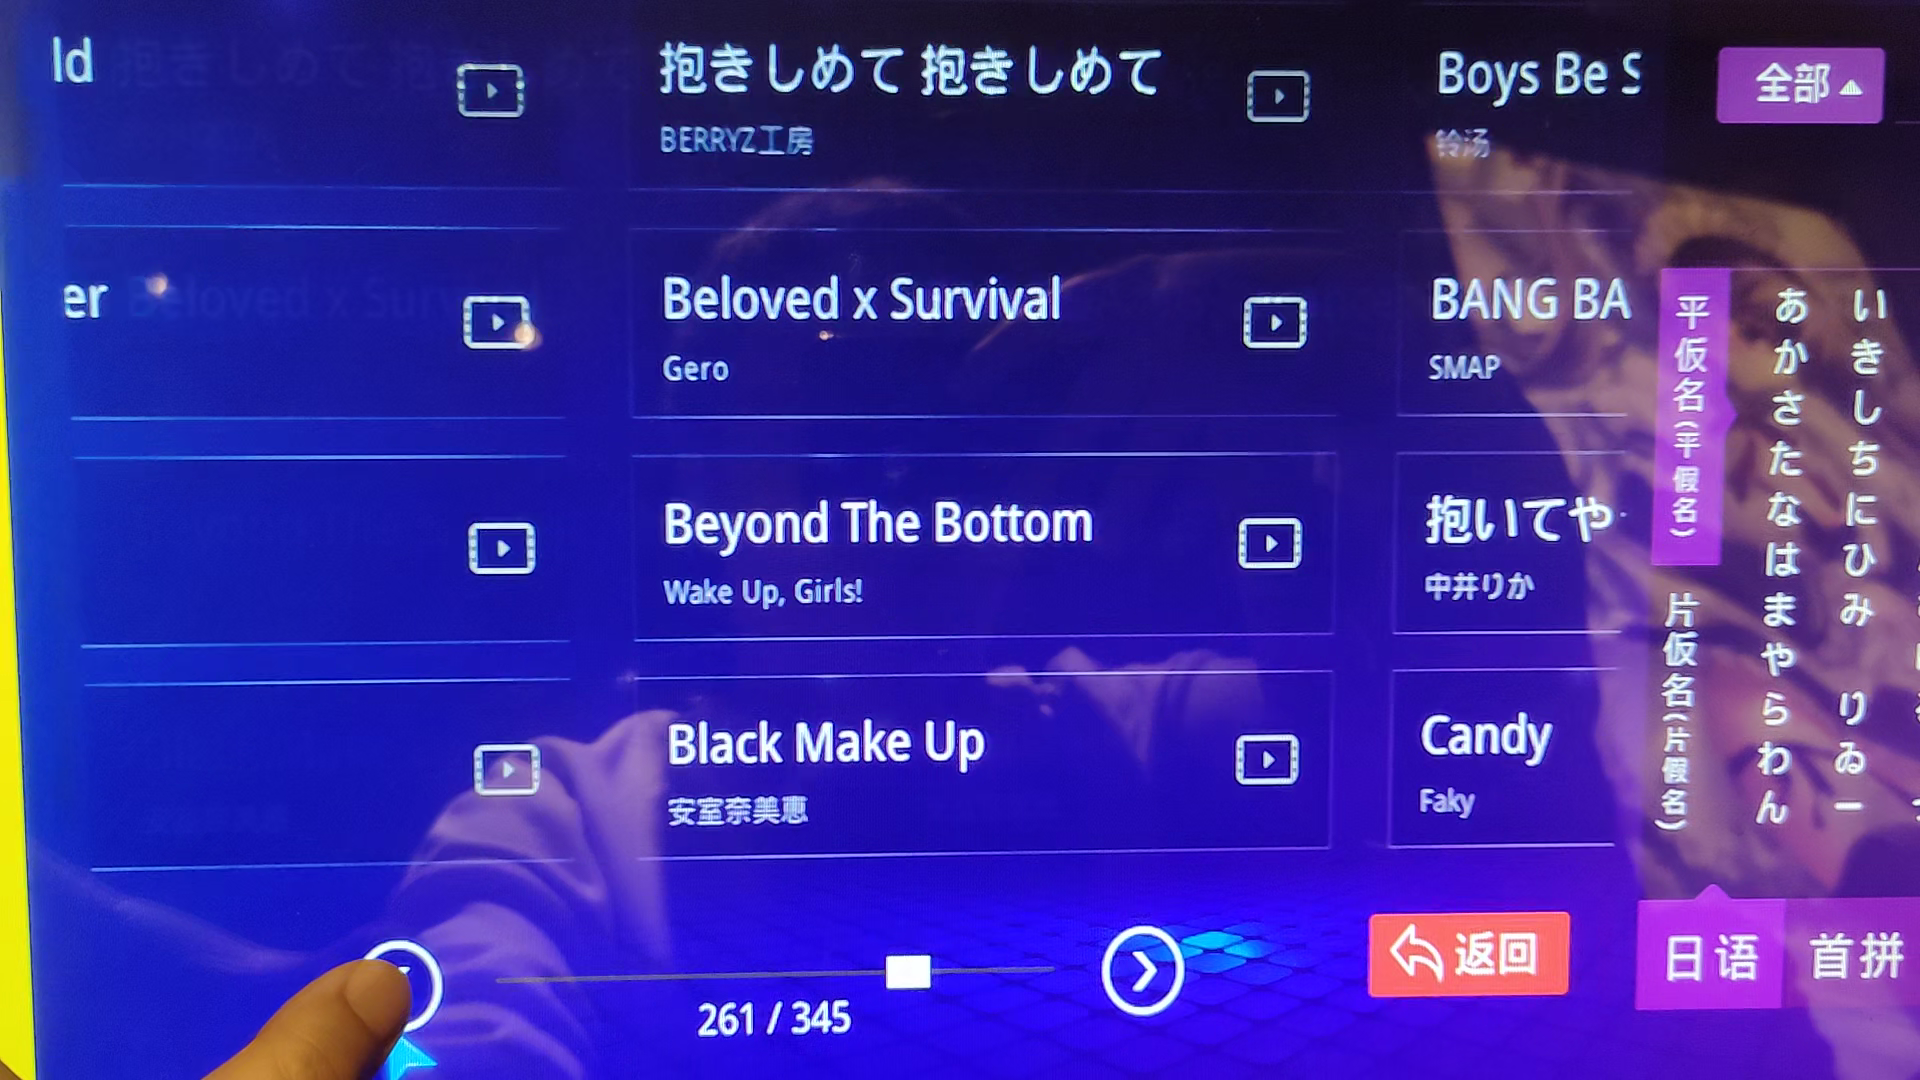 ld
抱きしめて 抱きしめて
BERRYZ工房
Boys Be S
铃汤
全部
er
Beloved x Survival
Gero
BANG BA
SMAP
Beyond The Bottom
Wake Up, Girls!
抱いてや
中井りか
Black Make Up
安室奈美恵
Candy
Faky
平仮名(平假名)
片仮名(片假名)
あかさたなはまやらわん
いきしちにひみ りゐー
261 / 345
返回
日语
首拼